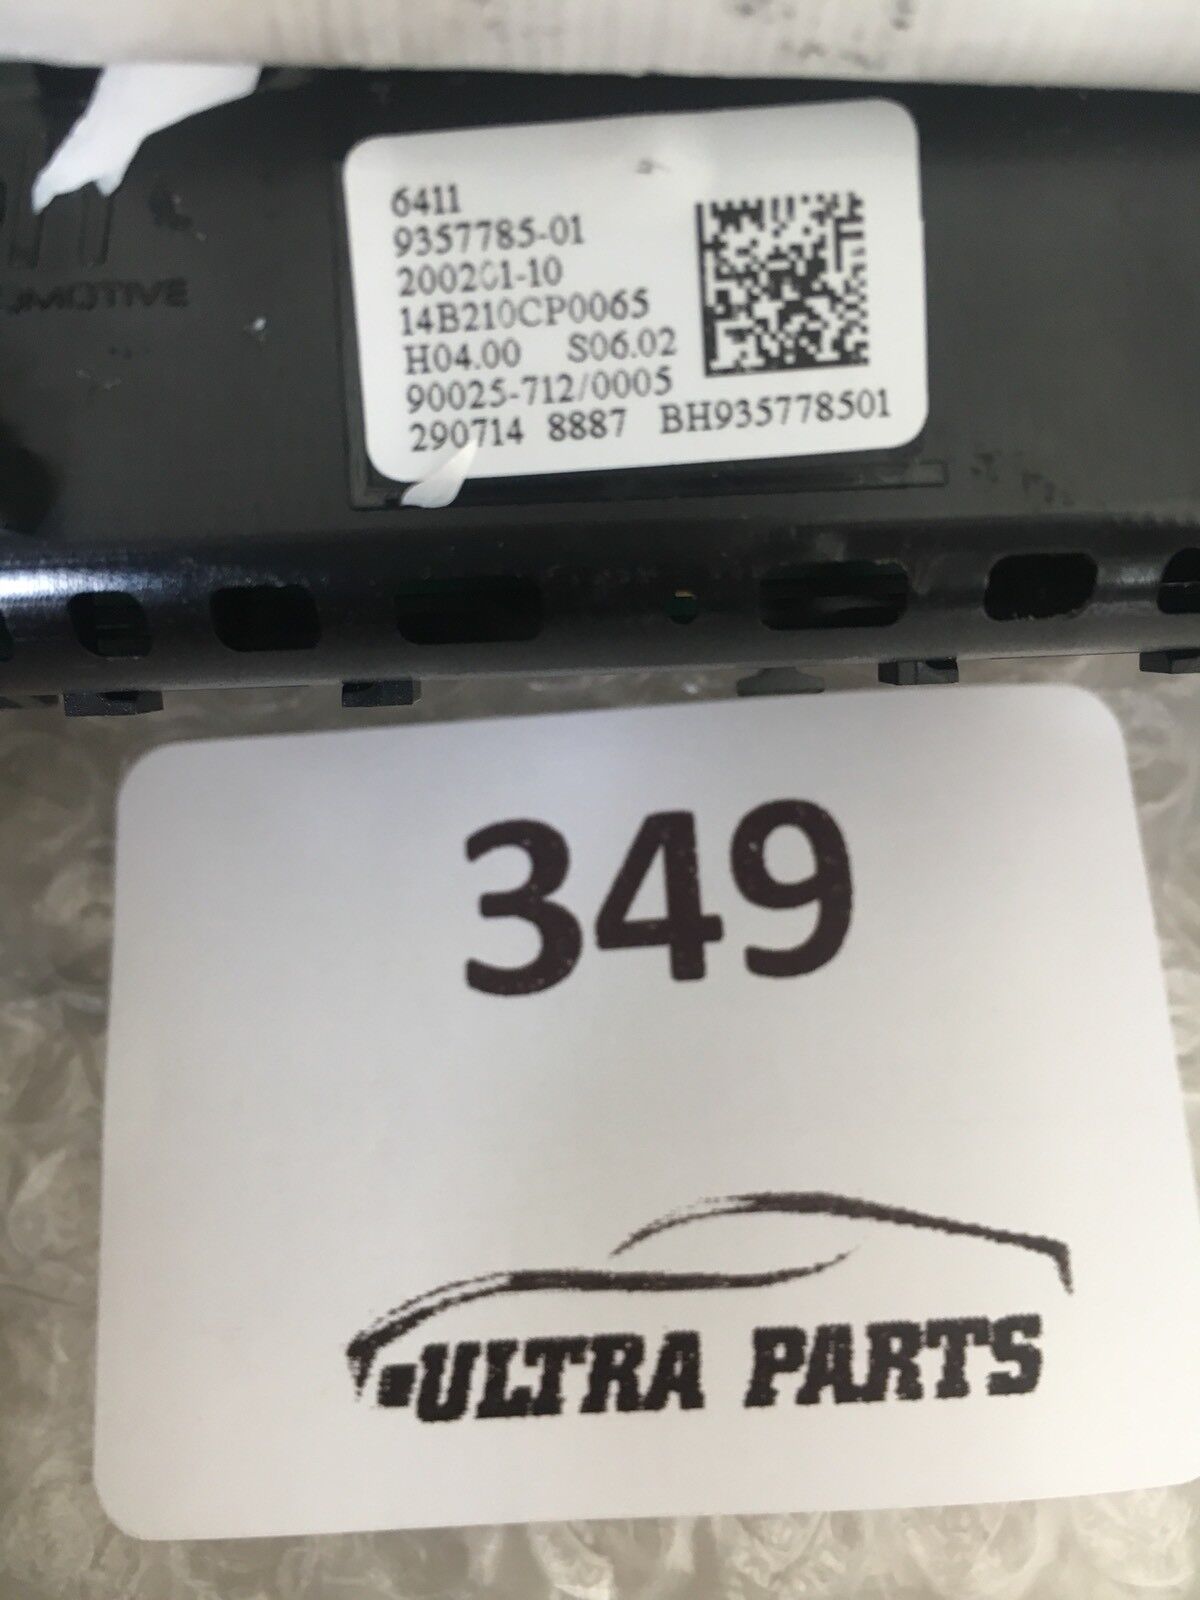 6411
9357785-01
200201-10
14B210CP0065
H04.00 S06.02
90025-712/0005
290714 8887 BH935778501
349
ULTRA PARTS